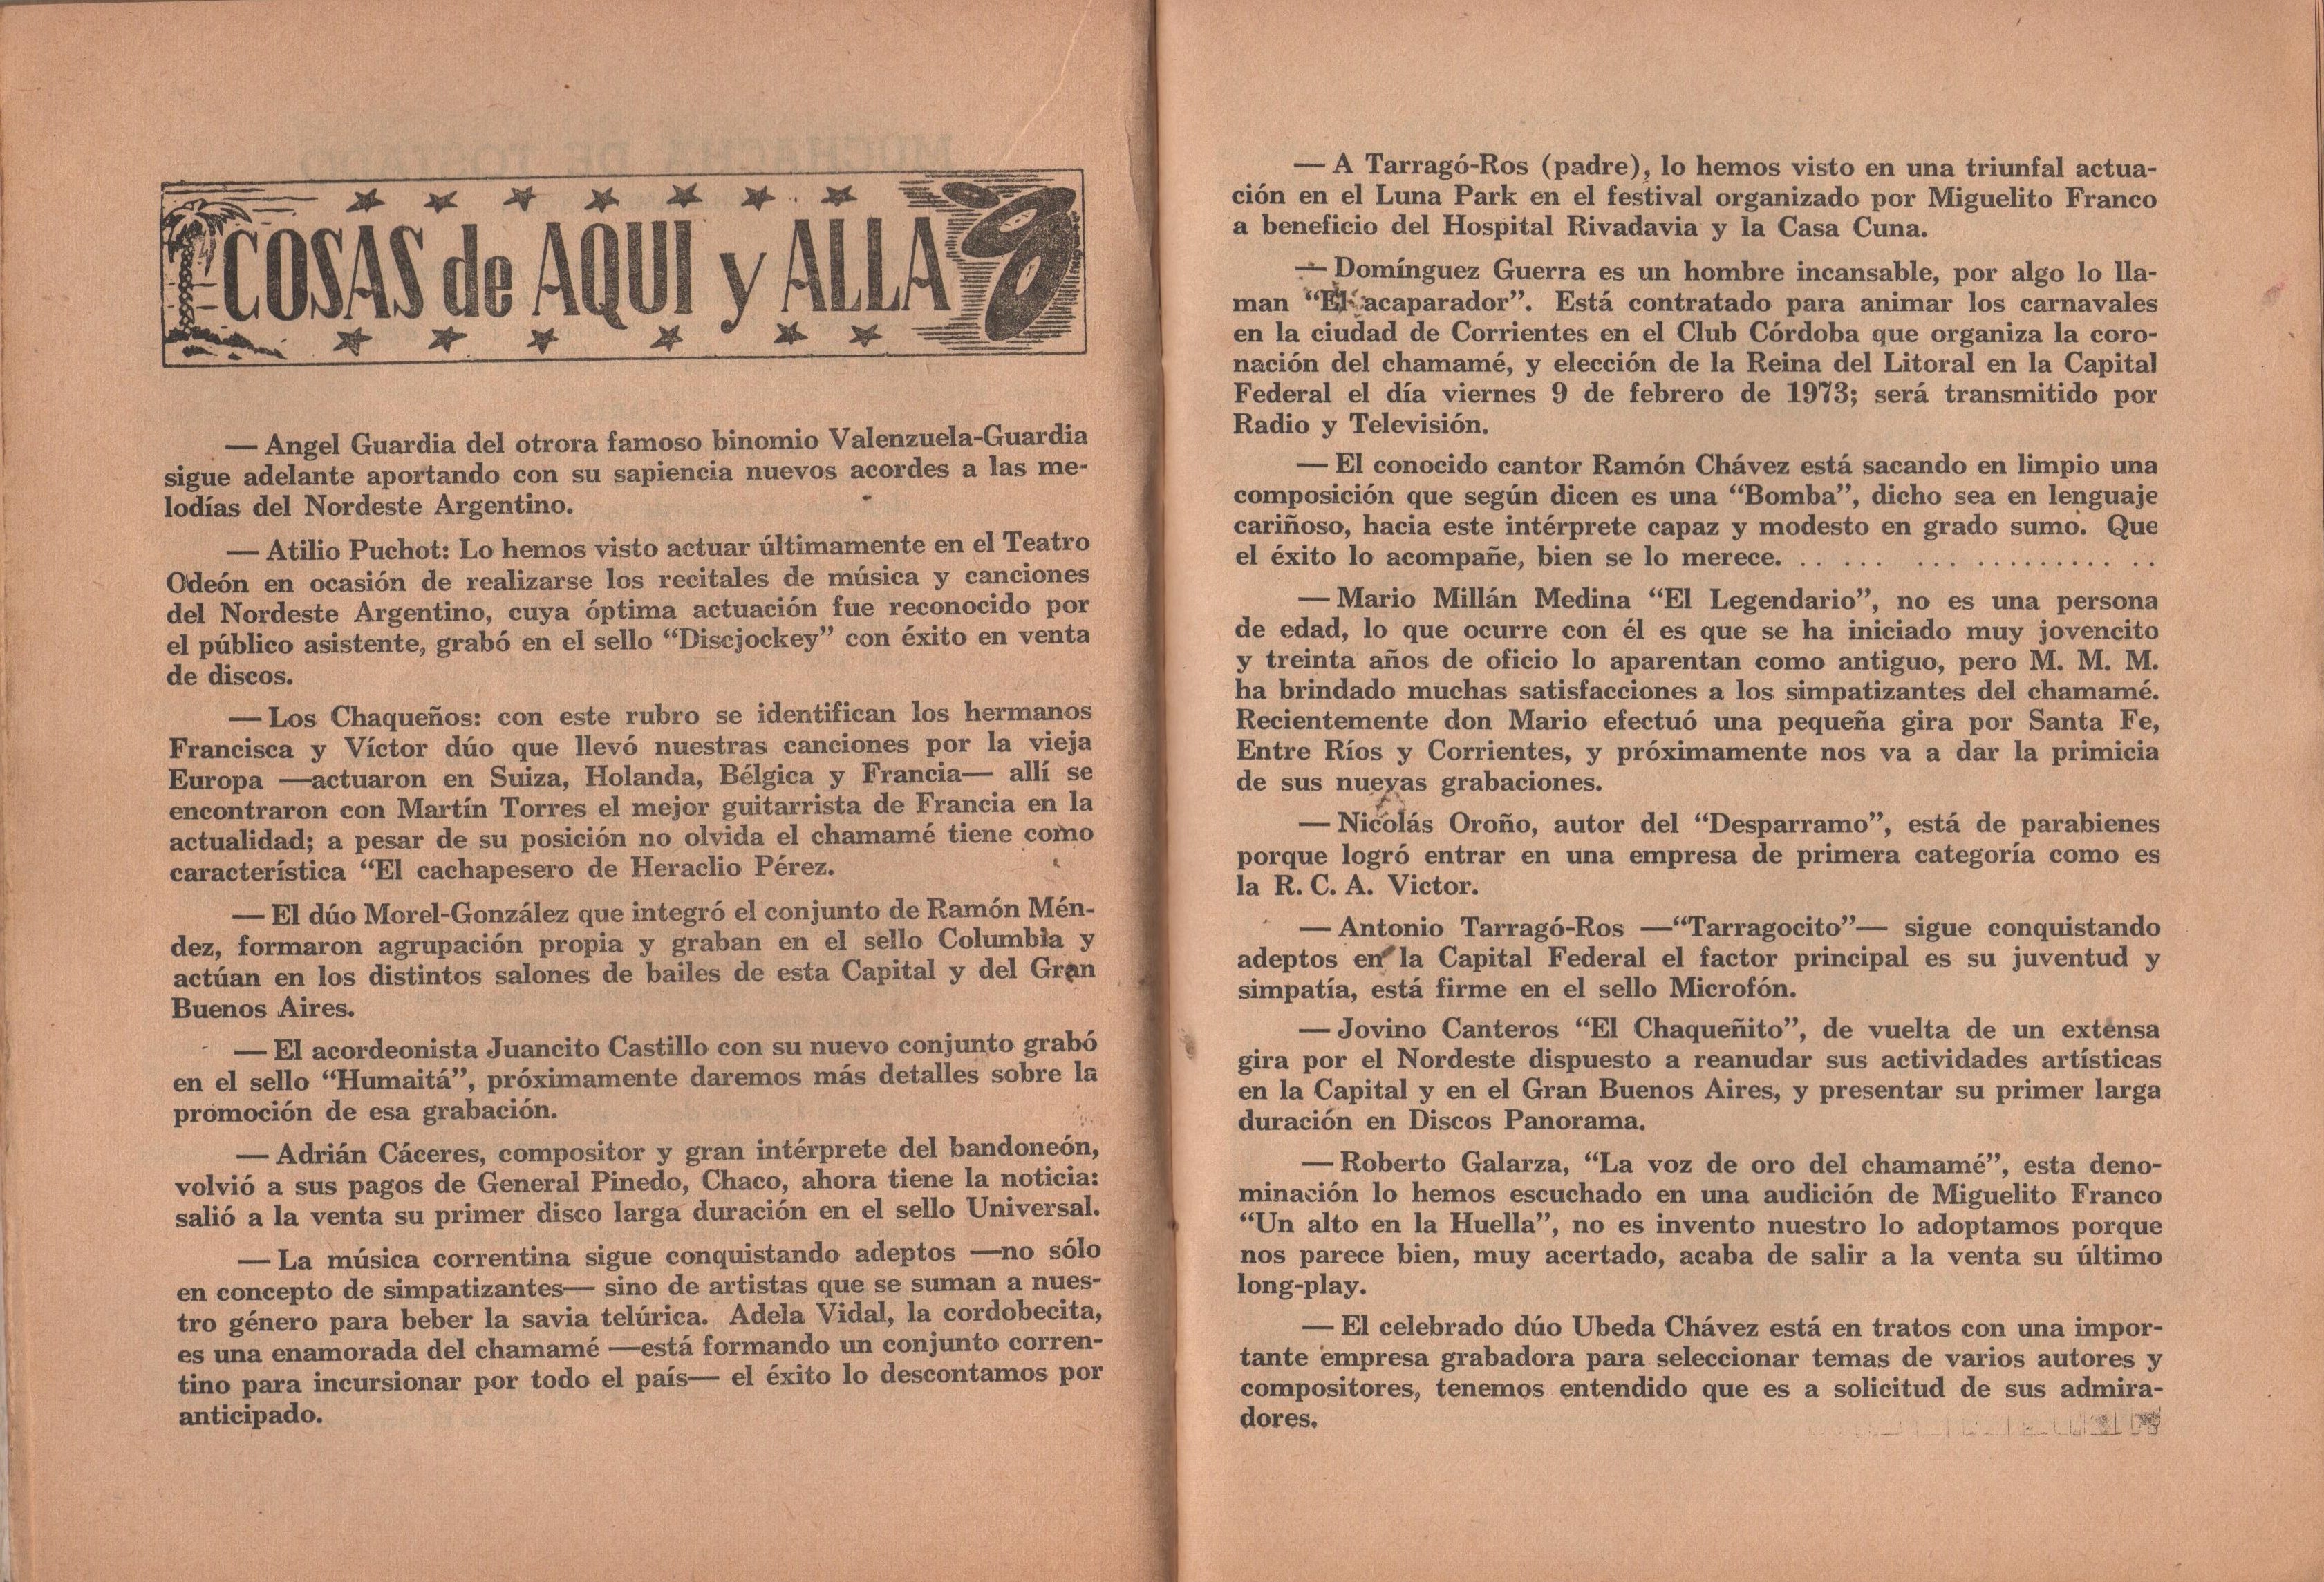 COSAS de AQUI y ALLA
— Angel Guardia del otrora famoso binomio Valenzuela-Guardia
sigue adelante aportando con su sapiencia nuevos acordes a las me-
lodías del Nordeste Argentino.
— Atilio Puchot: Lo hemos visto actuar últimamente en el Teatro
Odeón en ocasión de realizarse los recitales de música y canciones
del Nordeste Argentino, cuya óptima actuación fue reconocido por
el público asistente, grabó en el sello “Discjockey” con éxito en venta
de discos.
— Los Chaqueños: con este rubro se identifican los hermanos
Francisca y Víctor dúo que llevó nuestras canciones por la vieja
Europa —actuaron en Suiza, Holanda, Bélgica y Francia— allí se
encontraron con Martín Torres el mejor guitarrista de Francia en la
actualidad; a pesar de su posición no olvida el chamamé tiene como
característica “El cachapesero de Heraclio Pérez.
— El dúo Morel-González que integró el conjunto de Ramón Mén-
dez, formaron agrupación propia y graban en el sello Columbia y
actúan en los distintos salones de bailes de esta Capital y del Gran
Buenos Aires.
— El acordeonista Juancito Castillo con su nuevo conjunto grabó
en el sello “Humaitá”, próximamente daremos más detalles sobre la
promoción de esa grabación.
— Adrián Cáceres, compositor y gran intérprete del bandoneón,
volvió a sus pagos de General Pinedo, Chaco, ahora tiene la noticia:
salió a la venta su primer disco larga duración en el sello Universal.
— La música correntina sigue conquistando adeptos —no sólo
en concepto de simpatizantes— sino de artistas que se suman a nues-
tro género para beber la savia telúrica. Adela Vidal, la cordobecita,
es una enamorada del chamamé —está formando un conjunto corren-
tino para incursionar por todo el país— el éxito lo descontamos por
anticipado.
— A Tarragó-Ros (padre), lo hemos visto en una triunfal actua-
ción en el Luna Park en el festival organizado por Miguelito Franco
a beneficio del Hospital Rivadavia y la Casa Cuna.
— Domínguez Guerra es un hombre incansable, por algo lo lla-
man “El acaparador”. Está contratado para animar los carnavales
en la ciudad de Corrientes en el Club Córdoba que organiza la coro-
nación del chamamé, y elección de la Reina del Litoral en la Capital
Federal el día viernes 9 de febrero de 1973; será transmitido por
Radio y Televisión.
— El conocido cantor Ramón Chávez está sacando en limpio una
composición que según dicen es una “Bomba”, dicho sea en lenguaje
cariñoso, hacia este intérprete capaz y modesto en grado sumo. Que
el éxito lo acompañe, bien se lo merece. . . . . . . . . . . . . . . . . . . .
— Mario Millán Medina “El Legendario”, no es una persona
de edad, lo que ocurre con él es que se ha iniciado muy jovencito
y treinta años de oficio lo aparentan como antiguo, pero M. M. M.
ha brindado muchas satisfacciones a los simpatizantes del chamamé.
Recientemente don Mario efectuó una pequeña gira por Santa Fe,
Entre Ríos y Corrientes, y próximamente nos va a dar la primicia
de sus nuevas grabaciones.
— Nicolás Oroño, autor del “Desparramo”, está de parabienes
porque logró entrar en una empresa de primera categoría como es
la R. C. A. Victor.
— Antonio Tarragó-Ros —“Tarragocito”— sigue conquistando
adeptos en la Capital Federal el factor principal es su juventud y
simpatía, está firme en el sello Microfón.
— Jovino Canteros “El Chaqueñito”, de vuelta de un extensa
gira por el Nordeste dispuesto a reanudar sus actividades artísticas
en la Capital y en el Gran Buenos Aires, y presentar su primer larga
duración en Discos Panorama.
— Roberto Galarza, “La voz de oro del chamamé”, esta deno-
minación lo hemos escuchado en una audición de Miguelito Franco
“Un alto en la Huella”, no es invento nuestro lo adoptamos porque
nos parece bien, muy acertado, acaba de salir a la venta su último
long-play.
— El celebrado dúo Ubeda Chávez está en tratos con una impor-
tante empresa grabadora para seleccionar temas de varios autores y
compositores, tenemos entendido que es a solicitud de sus admira-
dores.